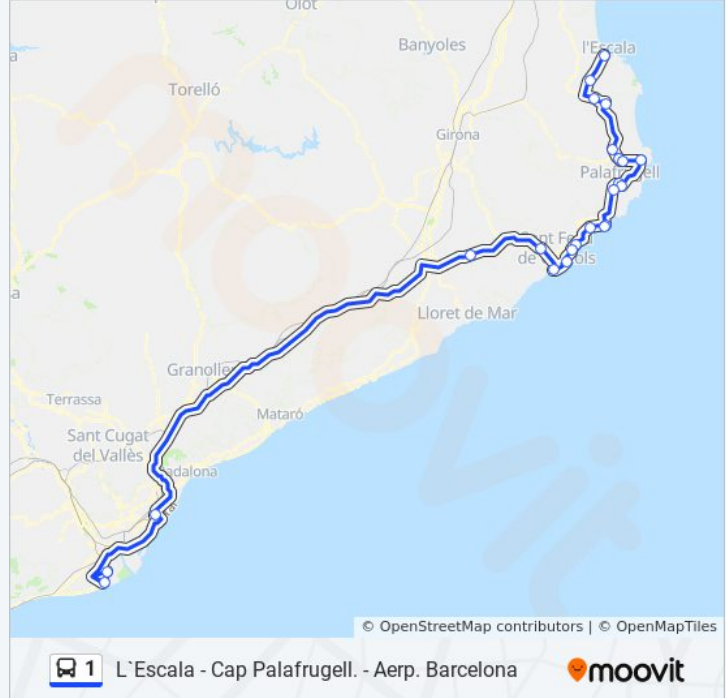 Olot
Banyoles
l'Escala
Torelló
Girona
Palafrugell
Sant Feliu
de Guíxols
Lloret de Mar
Granollers
Mataró
Terrassa
Sant Cugat
del Vallès
Badalona
© OpenStreetMap contributors | © OpenMapTiles
1 L`Escala - Cap Palafrugell. - Aerp. Barcelona
moovit